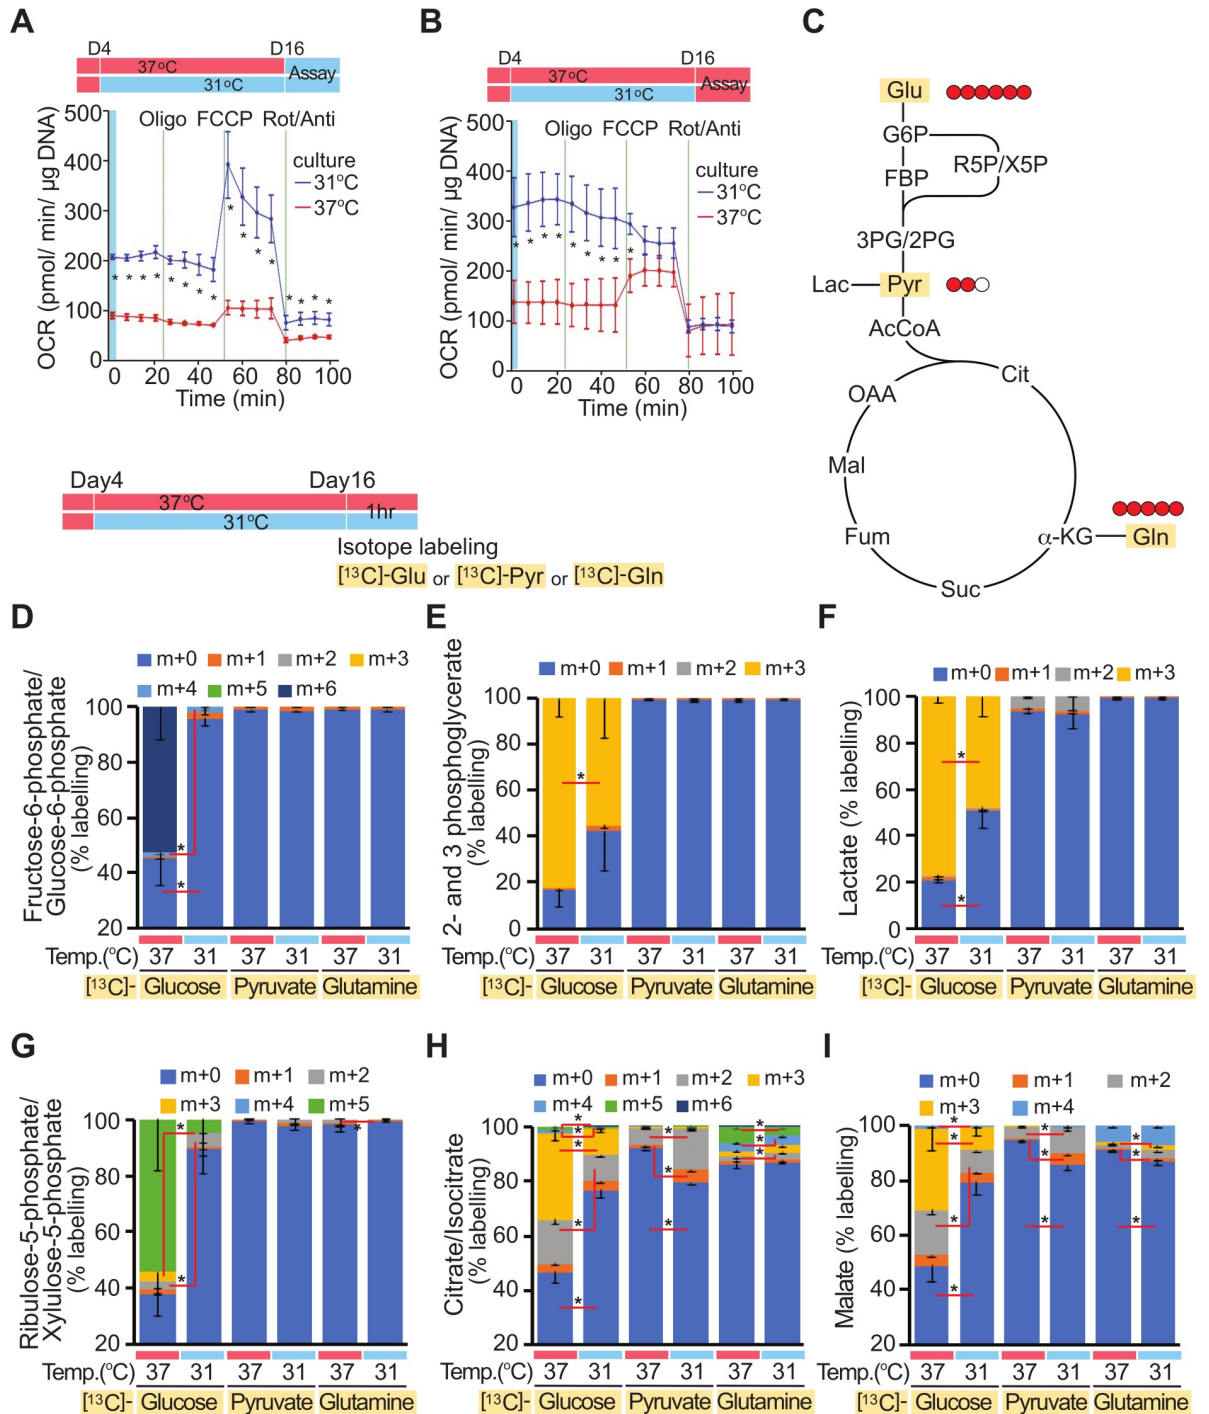 A
D4
D16
37°C
31°C
Assay
OCR (pmol/ min/ µg DNA)
500
400
300
200
100
0
Oligo FCCP Rot/Anti
culture
31°C
37°C
* * * * * * * * * * * * * * * *
0 20 40 60 80 100
Time (min)
B
D4
D16
37°C
31°C
Assay
OCR (pmol/ min/ µg DNA)
500
400
300
200
100
0
Oligo FCCP Rot/Anti
culture
31°C
37°C
* * * * * * * * *
0 20 40 60 80 100
Time (min)
C
Glu
G6P
R5P/X5P
FBP
3PG/2PG
Lac
Pyr
AcCoA
Cit
OAA
Mal
Fum
Suc
α-KG
Gln
Day4
Day16
37°C
31°C
1hr
Isotope labeling
[¹³C]-Glu or [¹³C]-Pyr or [¹³C]-Gln
D
Fructose-6-phosphate/
Glucose-6-phosphate
(% labelling)
m+0 m+1 m+2 m+3
m+4 m+5 m+6
100
80
60
40
20
*
*
Temp.(°C) 37 31 37 31 37 31
[¹³C]- Glucose Pyruvate Glutamine
E
2- and 3 phosphoglycerate
(% labelling)
m+0 m+1 m+2 m+3
100
80
60
40
20
0
*
Temp.(°C) 37 31 37 31 37 31
[¹³C]- Glucose Pyruvate Glutamine
F
Lactate (% labelling)
m+0 m+1 m+2 m+3
100
80
60
40
20
0
*
*
Temp.(°C) 37 31 37 31 37 31
[¹³C]- Glucose Pyruvate Glutamine
G
Ribulose-5-phosphate/
Xylulose-5-phosphate
(% labelling)
m+0 m+1 m+2
m+3 m+4 m+5
100
80
60
40
20
*
*
*
Temp.(°C) 37 31 37 31 37 31
[¹³C]- Glucose Pyruvate Glutamine
H
Citrate/Isocitrate
(% labelling)
m+0 m+1 m+2 m+3
m+4 m+5 m+6
100
80
60
40
20
* * * * *
* * *
* * *
Temp.(°C) 37 31 37 31 37 31
[¹³C]- Glucose Pyruvate Glutamine
I
Malate (% labelling)
m+0 m+1 m+2
m+3 m+4
100
80
60
40
20
* * * *
* * *
* * *
Temp.(°C) 37 31 37 31 37 31
[¹³C]- Glucose Pyruvate Glutamine